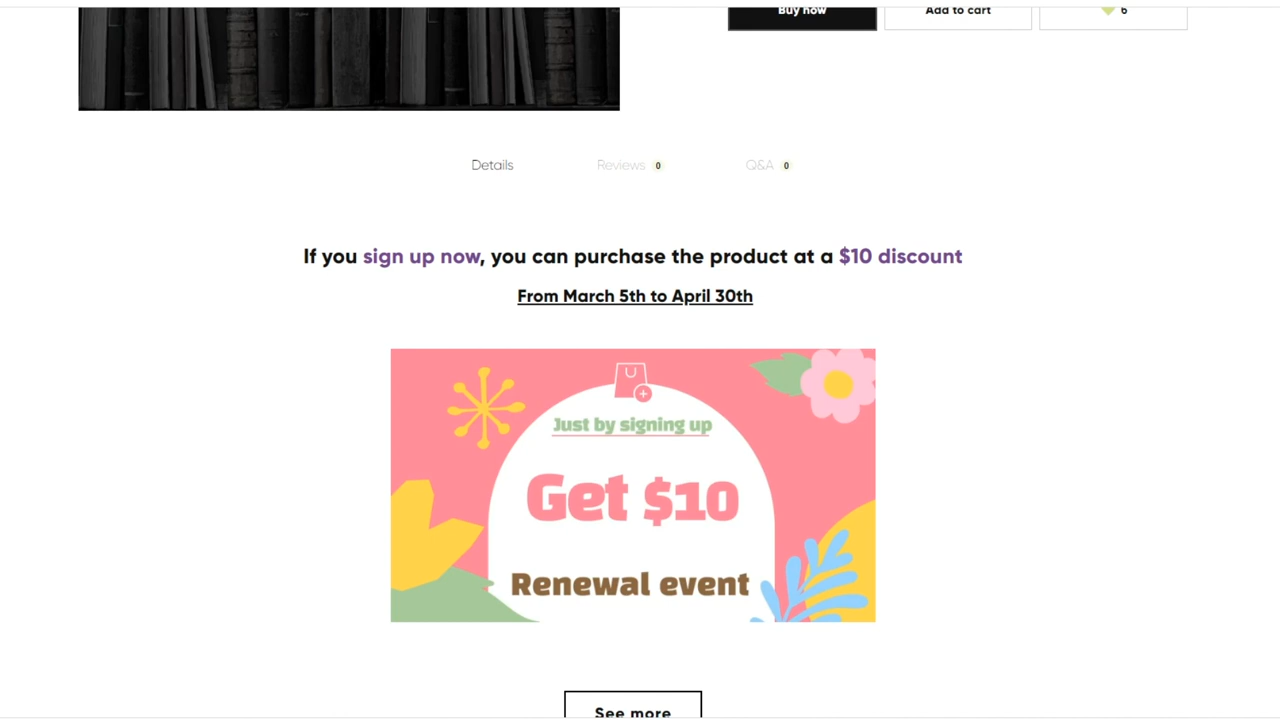 Buy now
Add to cart
6
Details
Reviews 0
Q&A 0
If you sign up now, you can purchase the product at a $10 discount
From March 5th to April 30th
Just by signing up
Get $10
Renewal event
See more